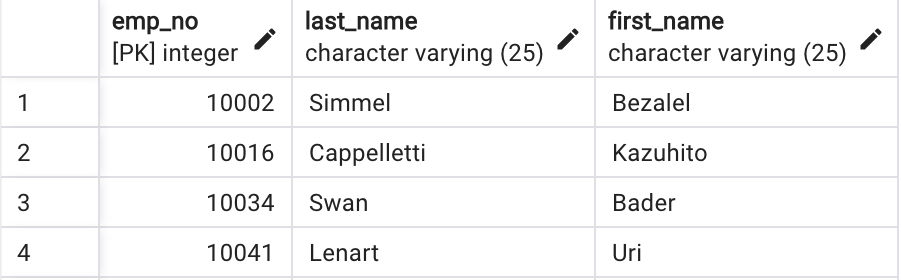 emp_no last_name first_name
[PK] integer character varying (25) character varying (25)
1 10002 Simmel Bezalel
2 10016 Cappelletti Kazuhito
3 10034 Swan Bader
4 10041 Lenart Uri